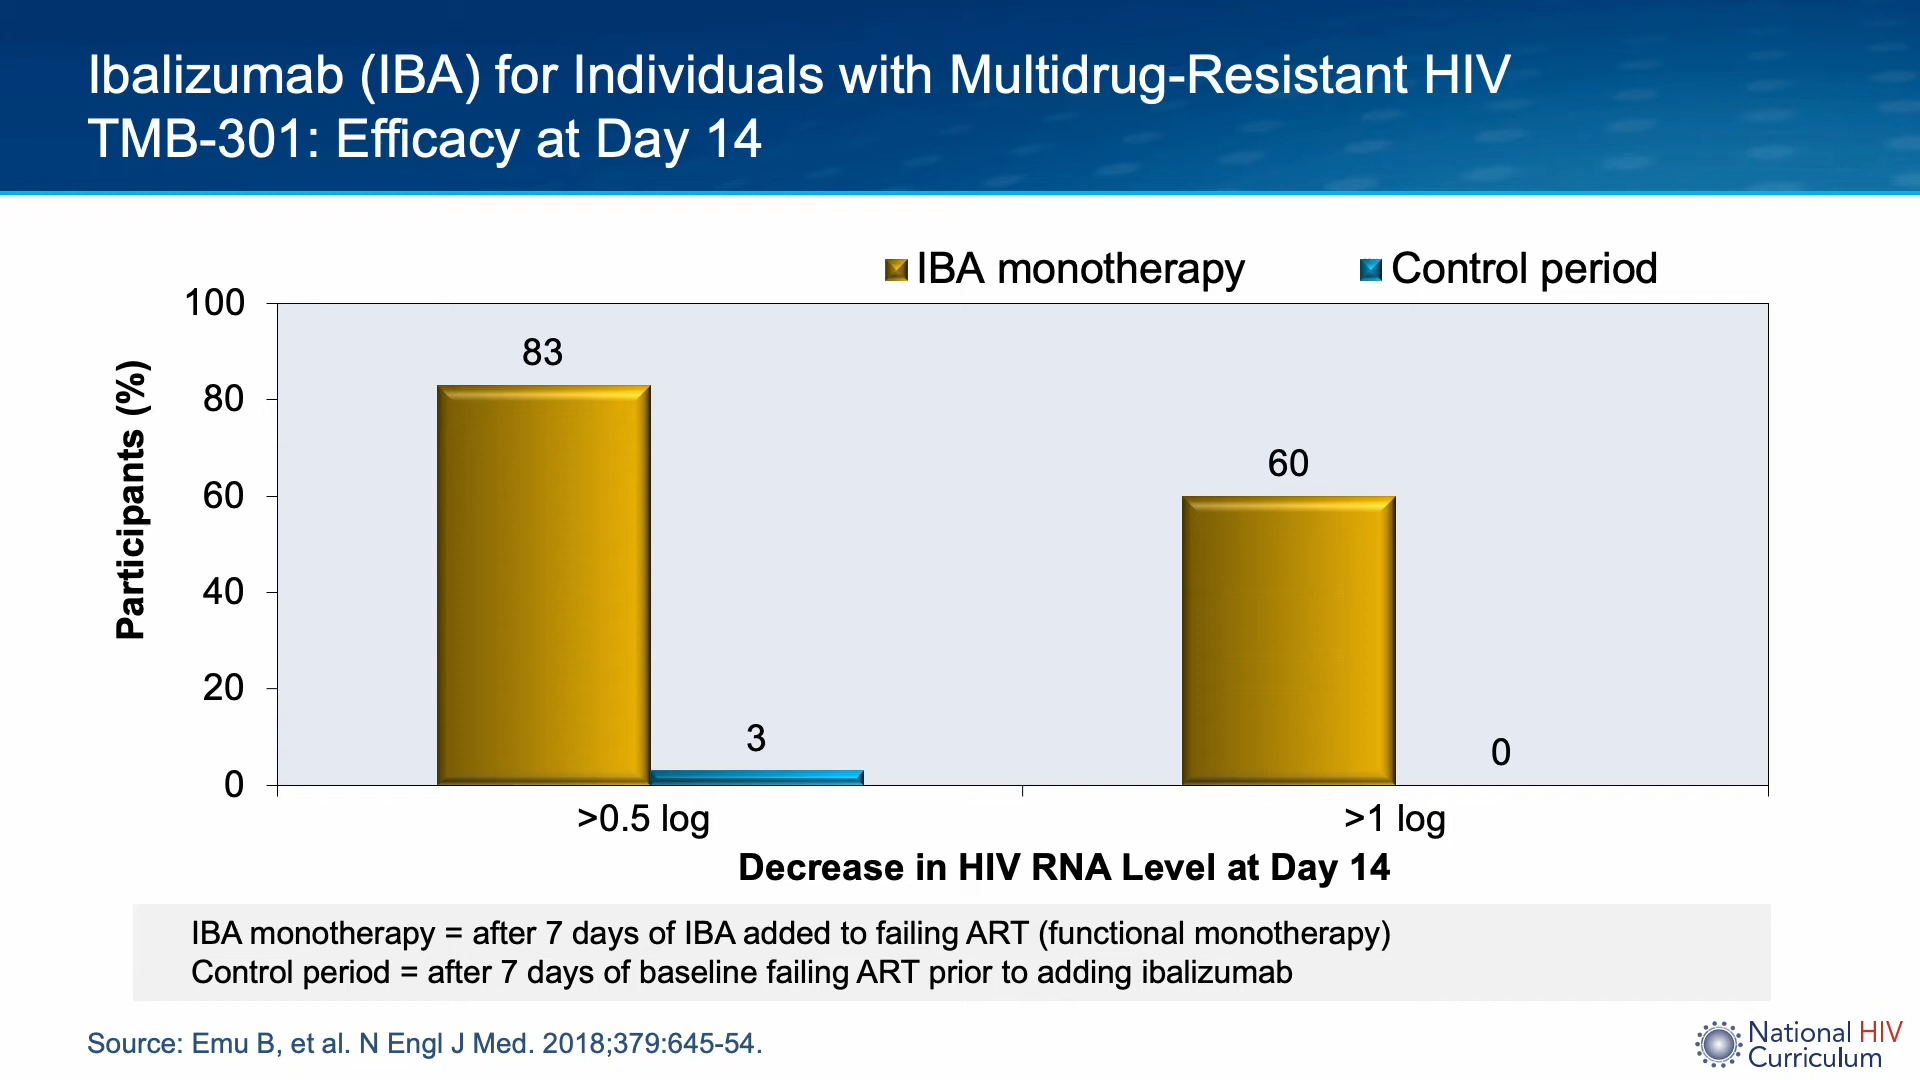 Ibalizumab (IBA) for Individuals with Multidrug-Resistant HIV
TMB-301: Efficacy at Day 14
IBA monotherapy
Control period
Participants (%)
100
80
60
40
20
0
83
3
60
0
>0.5 log
>1 log
Decrease in HIV RNA Level at Day 14
IBA monotherapy = after 7 days of IBA added to failing ART (functional monotherapy)
Control period = after 7 days of baseline failing ART prior to adding ibalizumab
Source: Emu B, et al. N Engl J Med. 2018;379:645-54.
National HIV
Curriculum